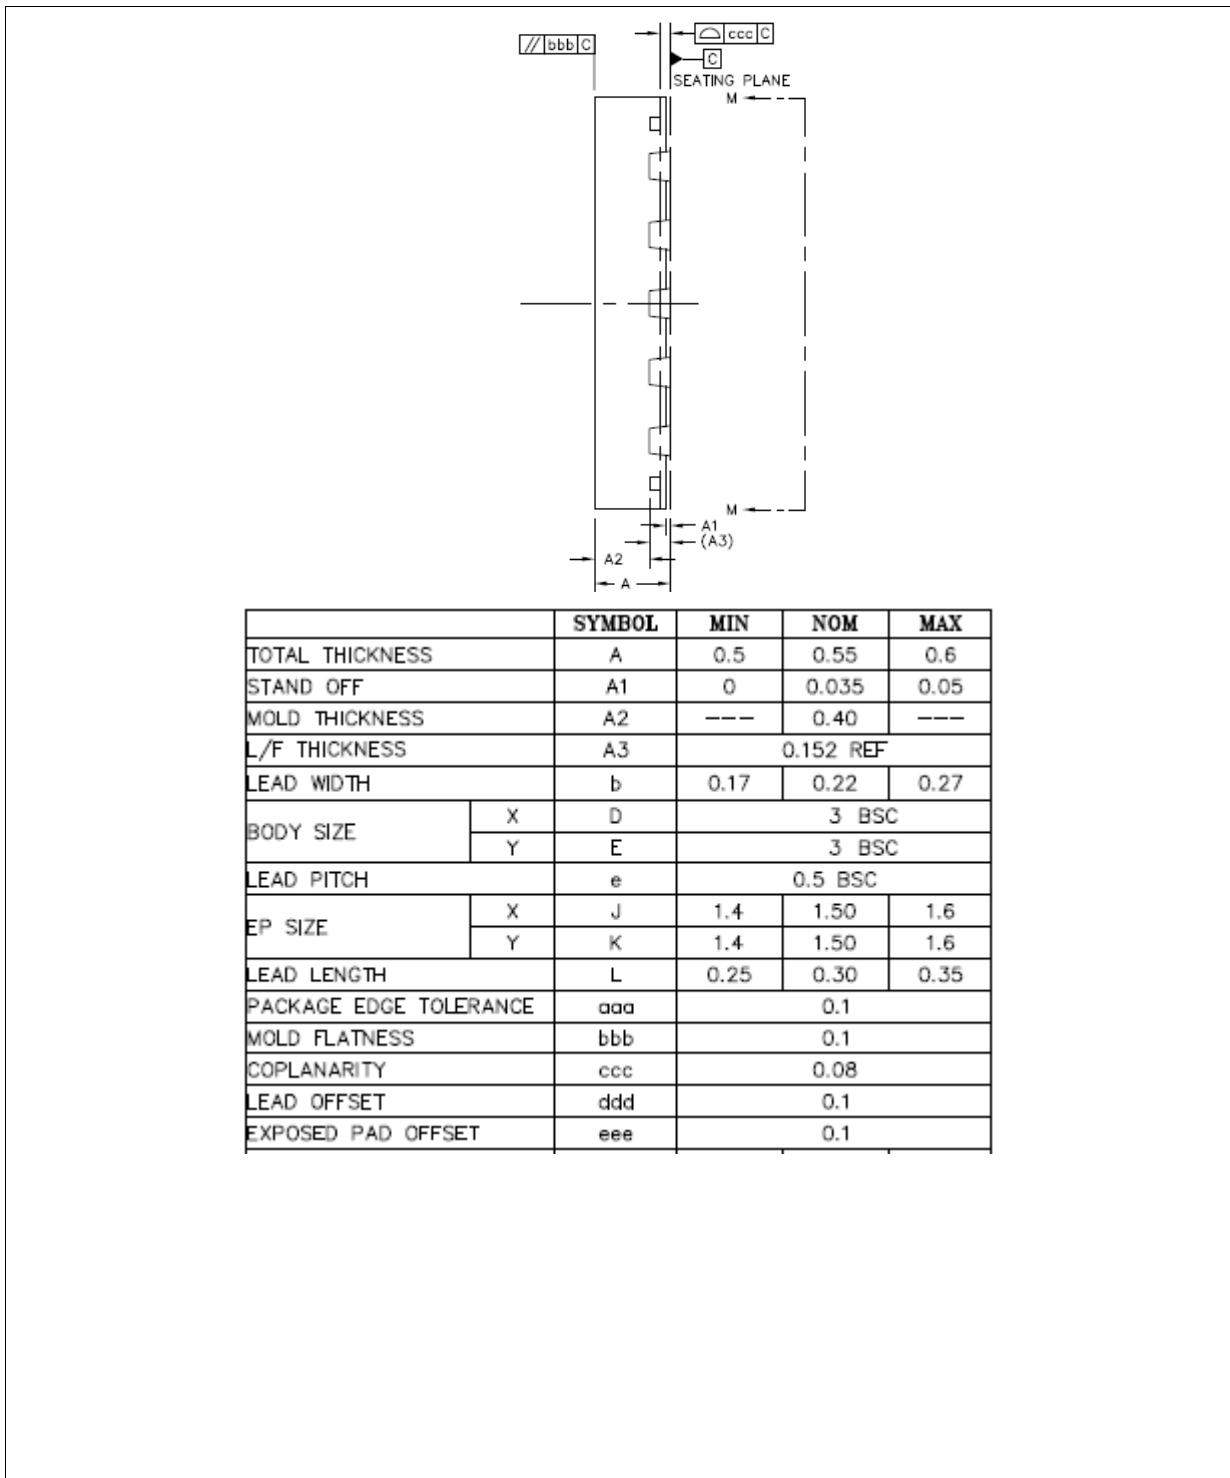 // bbb C
⌓ ccc C
C
SEATING PLANE
M
M
A1
(A3)
A2
A
SYMBOL MIN NOM MAX
TOTAL THICKNESS A 0.5 0.55 0.6
STAND OFF A1 0 0.035 0.05
MOLD THICKNESS A2 --- 0.40 ---
L/F THICKNESS A3 0.152 REF
LEAD WIDTH b 0.17 0.22 0.27
BODY SIZE X D 3 BSC
Y E 3 BSC
LEAD PITCH e 0.5 BSC
EP SIZE X J 1.4 1.50 1.6
Y K 1.4 1.50 1.6
LEAD LENGTH L 0.25 0.30 0.35
PACKAGE EDGE TOLERANCE aaa 0.1
MOLD FLATNESS bbb 0.1
COPLANARITY ccc 0.08
LEAD OFFSET ddd 0.1
EXPOSED PAD OFFSET eee 0.1